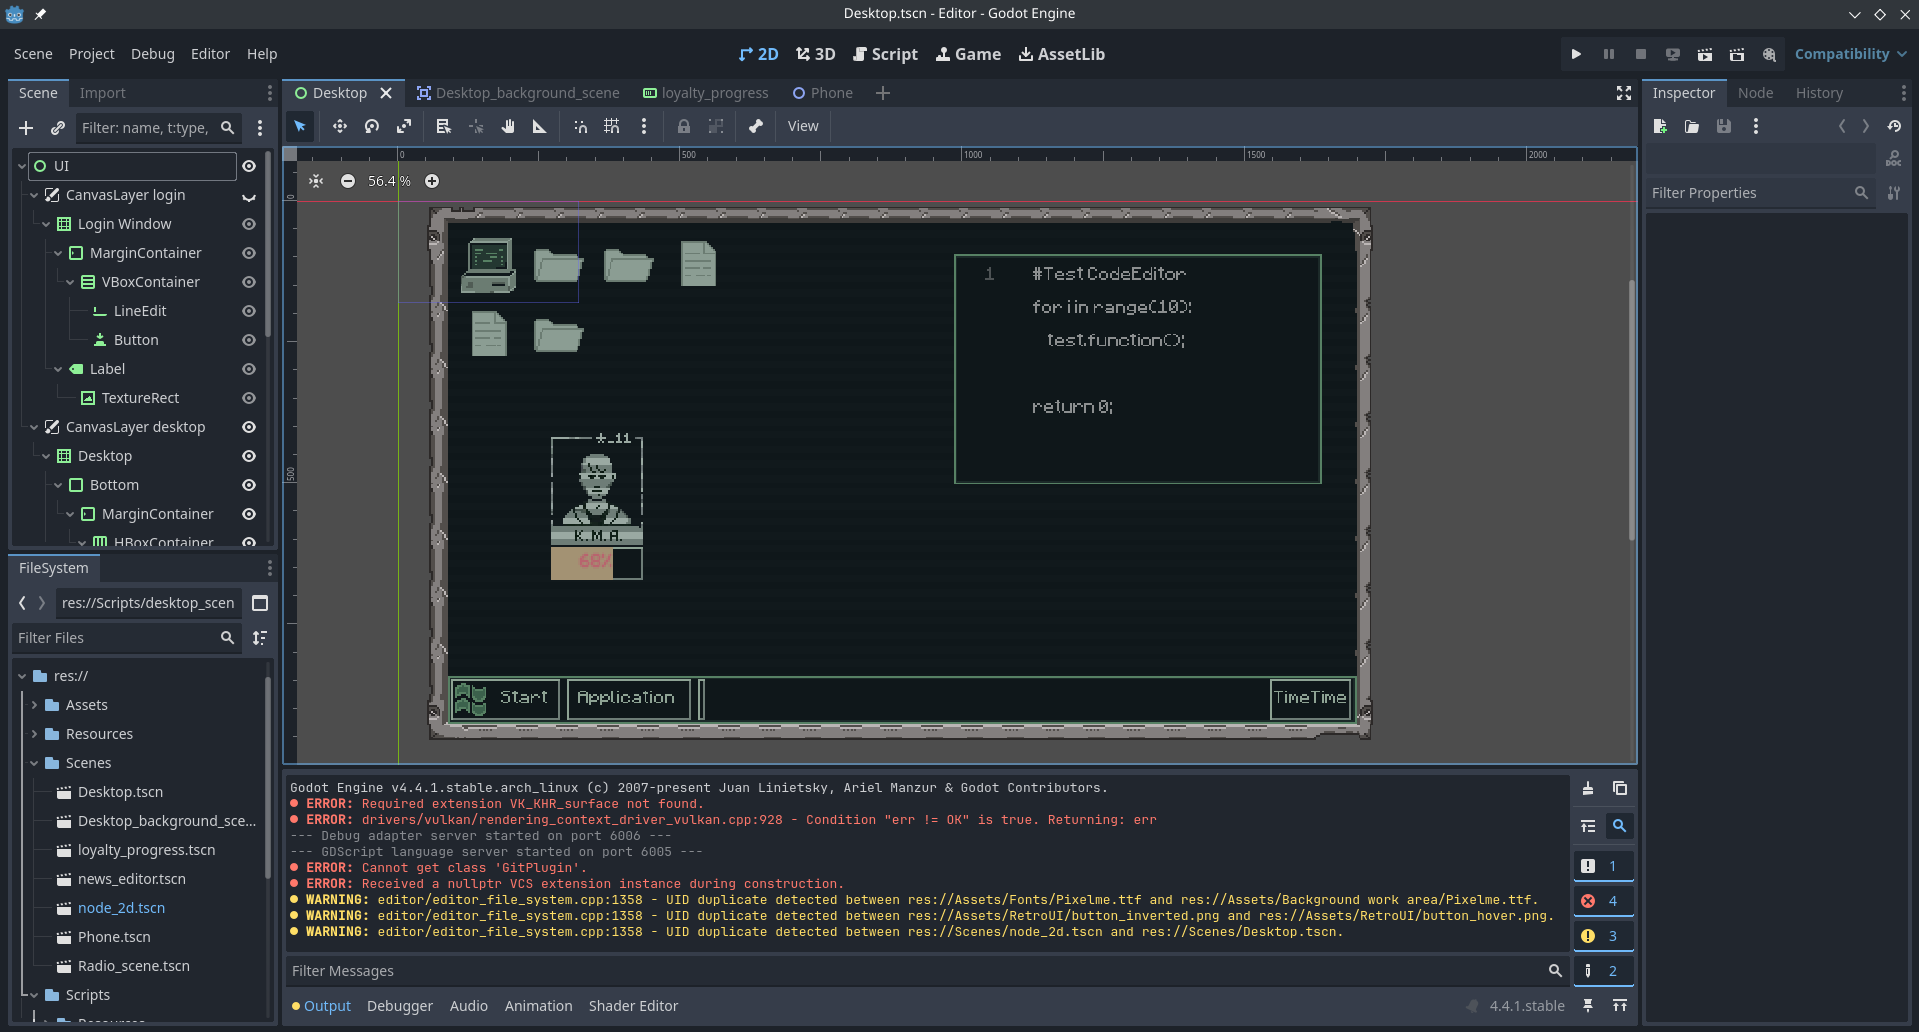 Desktop.tscn - Editor - Godot Engine
Scene Project Debug Editor Help
2D 3D Script Game AssetLib
Compatibility
Scene Import
Filter: name, t:type,
UI
CanvasLayer login
Login Window
MarginContainer
VBoxContainer
LineEdit
Button
Label
TextureRect
CanvasLayer desktop
Desktop
Bottom
MarginContainer
HBoxContainer
FileSystem
res://Scripts/desktop_scen
Filter Files
res://
Assets
Resources
Scenes
Desktop.tscn
Desktop_background_sce...
loyalty_progress.tscn
news_editor.tscn
node_2d.tscn
Phone.tscn
Radio_scene.tscn
Scripts
Resources
Desktop Desktop_background_scene loyalty_progress Phone
View
0 500 1000 1500 2000
0
500
56.4 %
1 #Test CodeEditor
for i in range(10):
test.function();
return 0;
+_11
K.M.A.
68%
Start Application TimeTime
Godot Engine v4.4.1.stable.arch_linux (c) 2007-present Juan Linietsky, Ariel Manzur & Godot Contributors.
ERROR: Required extension VK_KHR_surface not found.
ERROR: drivers/vulkan/rendering_context_driver_vulkan.cpp:928 - Condition "err != OK" is true. Returning: err
--- Debug adapter server started on port 6006 ---
--- GDScript language server started on port 6005 ---
ERROR: Cannot get class 'GitPlugin'.
ERROR: Received a nullptr VCS extension instance during construction.
WARNING: editor/editor_file_system.cpp:1358 - UID duplicate detected between res://Assets/Fonts/Pixelme.ttf and res://Assets/Background work area/Pixelme.ttf.
WARNING: editor/editor_file_system.cpp:1358 - UID duplicate detected between res://Assets/RetroUI/button_inverted.png and res://Assets/RetroUI/button_hover.png.
WARNING: editor/editor_file_system.cpp:1358 - UID duplicate detected between res://Scenes/node_2d.tscn and res://Scenes/Desktop.tscn.
1
4
3
2
Filter Messages
Output Debugger Audio Animation Shader Editor
4.4.1.stable
Inspector Node History
DOC
Filter Properties